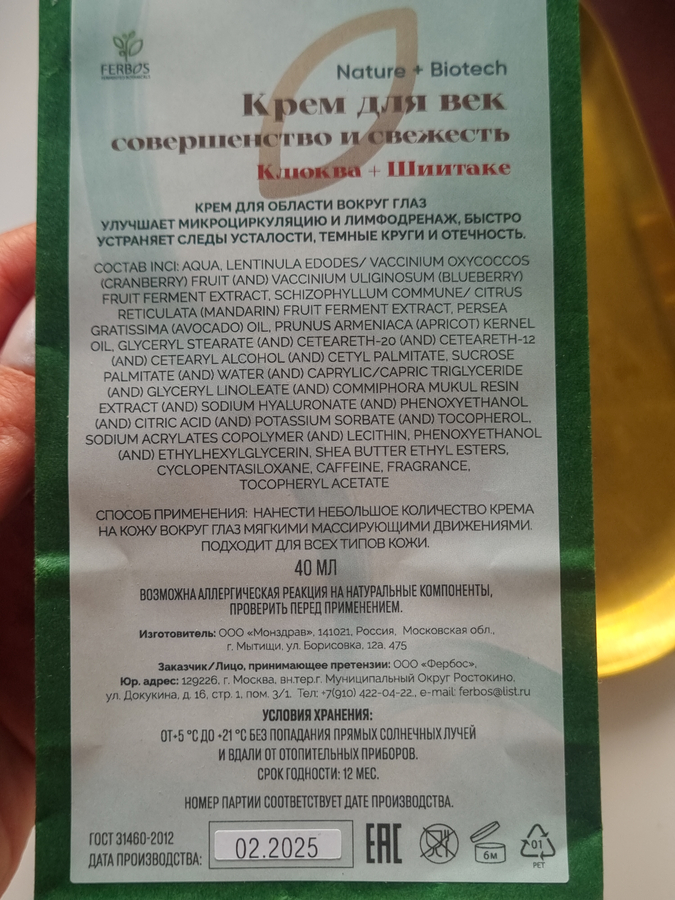 FERBOS
Nature + Biotech
Крем для век
совершенство и свежесть
Клюква + Шиитаке
КРЕМ ДЛЯ ОБЛАСТИ ВОКРУГ ГЛАЗ
УЛУЧШАЕТ МИКРОЦИРКУЛЯЦИЮ И ЛИМФОДРЕНАЖ, БЫСТРО
УСТРАНЯЕТ СЛЕДЫ УСТАЛОСТИ, ТЕМНЫЕ КРУГИ И ОТЕЧНОСТЬ.
СОСТАВ INCI: AQUA, LENTINULA EDODES/ VACCINIUM OXYCOCCOS
(CRANBERRY) FRUIT (AND) VACCINIUM ULIGINOSUM (BLUEBERRY)
FRUIT FERMENT EXTRACT, SCHIZOPHYLLUM COMMUNE/ CITRUS
RETICULATA (MANDARIN) FRUIT FERMENT EXTRACT, PERSEA
GRATISSIMA (AVOCADO) OIL, PRUNUS ARMENIACA (APRICOT) KERNEL
OIL, GLYCERYL STEARATE (AND) CETEARETH-20 (AND) CETEARETH-12
(AND) CETEARYL ALCOHOL (AND) CETYL PALMITATE, SUCROSE
PALMITATE (AND) WATER (AND) CAPRYLIC/CAPRIC TRIGLYCERIDE
(AND) GLYCERYL LINOLEATE (AND) COMMIPHORA MUKUL RESIN
EXTRACT (AND) SODIUM HYALURONATE (AND) PHENOXYETHANOL
(AND) CITRIC ACID (AND) POTASSIUM SORBATE (AND) TOCOPHEROL,
SODIUM ACRYLATES COPOLYMER (AND) LECITHIN, PHENOXYETHANOL
(AND) ETHYLHEXYLGLYCERIN, SHEA BUTTER ETHYL ESTERS,
CYCLOPENTASILOXANE, CAFFEINE, FRAGRANCE,
TOCOPHERYL ACETATE
СПОСОБ ПРИМЕНЕНИЯ: НАНЕСТИ НЕБОЛЬШОЕ КОЛИЧЕСТВО КРЕМА
НА КОЖУ ВОКРУГ ГЛАЗ МЯГКИМИ МАССИРУЮЩИМИ ДВИЖЕНИЯМИ.
ПОДХОДИТ ДЛЯ ВСЕХ ТИПОВ КОЖИ.
40 МЛ
ВОЗМОЖНА АЛЛЕРГИЧЕСКАЯ РЕАКЦИЯ НА НАТУРАЛЬНЫЕ КОМПОНЕНТЫ,
ПРОВЕРИТЬ ПЕРЕД ПРИМЕНЕНИЕМ.
Изготовитель: ООО «Монздрав», 141021, Россия, Московская обл.,
г. Мытищи, ул. Борисовка, 12а, 475
Заказчик/Лицо, принимающее претензии: ООО «Фербос»,
Юр. адрес: 129226, г. Москва, вн.тер.г. Муниципальный Округ Ростокино,
ул. Докукина, д. 16, стр. 1, пом. 3/1. Тел: +7(910) 422-04-22., e-mail: ferbos@list.ru
УСЛОВИЯ ХРАНЕНИЯ:
ОТ+5 °С ДО +21 °С БЕЗ ПОПАДАНИЯ ПРЯМЫХ СОЛНЕЧНЫХ ЛУЧЕЙ
И ВДАЛИ ОТ ОТОПИТЕЛЬНЫХ ПРИБОРОВ.
СРОК ГОДНОСТИ: 12 МЕС.
НОМЕР ПАРТИИ СООТВЕТСТВУЕТ ДАТЕ ПРОИЗВОДСТВА.
ГОСТ 31460-2012
ДАТА ПРОИЗВОДСТВА: 02.2025
ЕАС
6м
01
PET